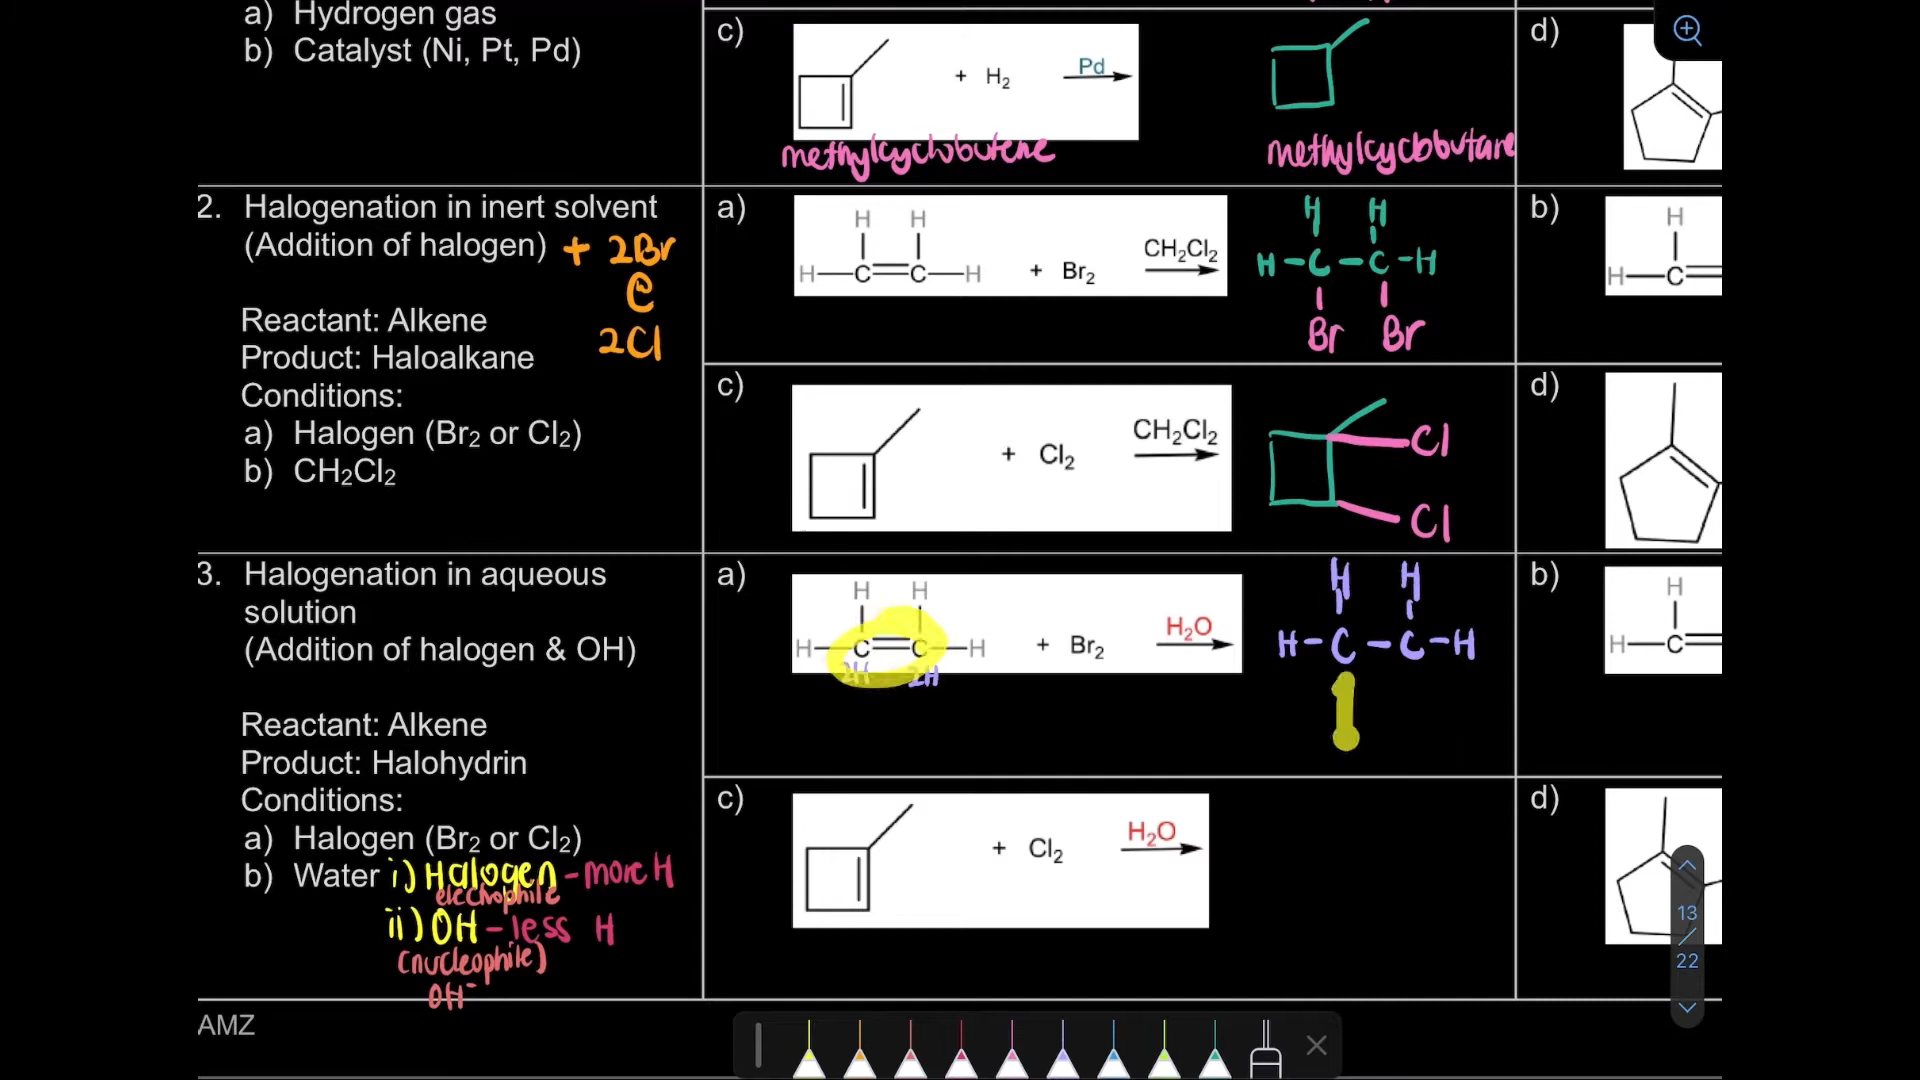 a) Hydrogen gas
b) Catalyst (Ni, Pt, Pd)
c)
+ H2
Pd
methylcyclobutene
methylcyclobutane
d)
2. Halogenation in inert solvent
(Addition of halogen) + 2Br
@
2Cl
Reactant: Alkene
Product: Haloalkane
Conditions:
a) Halogen (Br2 or Cl2)
b) CH2Cl2
a)
H H
H C C H
+ Br2
CH2Cl2
H H
H-C-C-H
Br Br
b)
H
H C
c)
+ Cl2
CH2Cl2
Cl
Cl
d)
3. Halogenation in aqueous
solution
(Addition of halogen & OH)
Reactant: Alkene
Product: Halohydrin
Conditions:
a) Halogen (Br2 or Cl2)
b) Water i) Halogen - more H
electrophile
ii) OH - less H
(nucleophile)
OH-
a)
H H
H C C H
2H 2H
+ Br2
H2O
H H
H-C-C-H
b)
H
H C
c)
+ Cl2
H2O
d)
13
/
22
AMZ